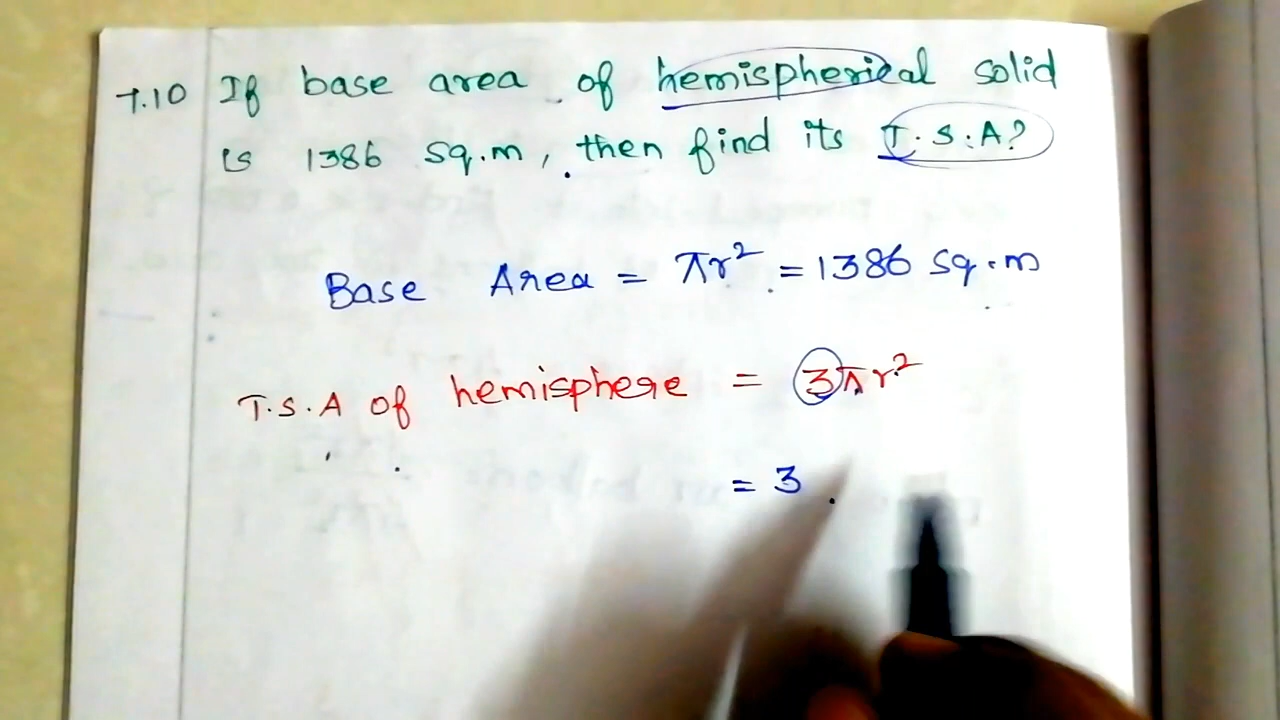 7.10 If base area of hemispherical solid
is 1386 sq.m, then find its T.S.A?
Base Area = πr² = 1386 sq.m
T.S.A of hemisphere = 3πr²
= 3